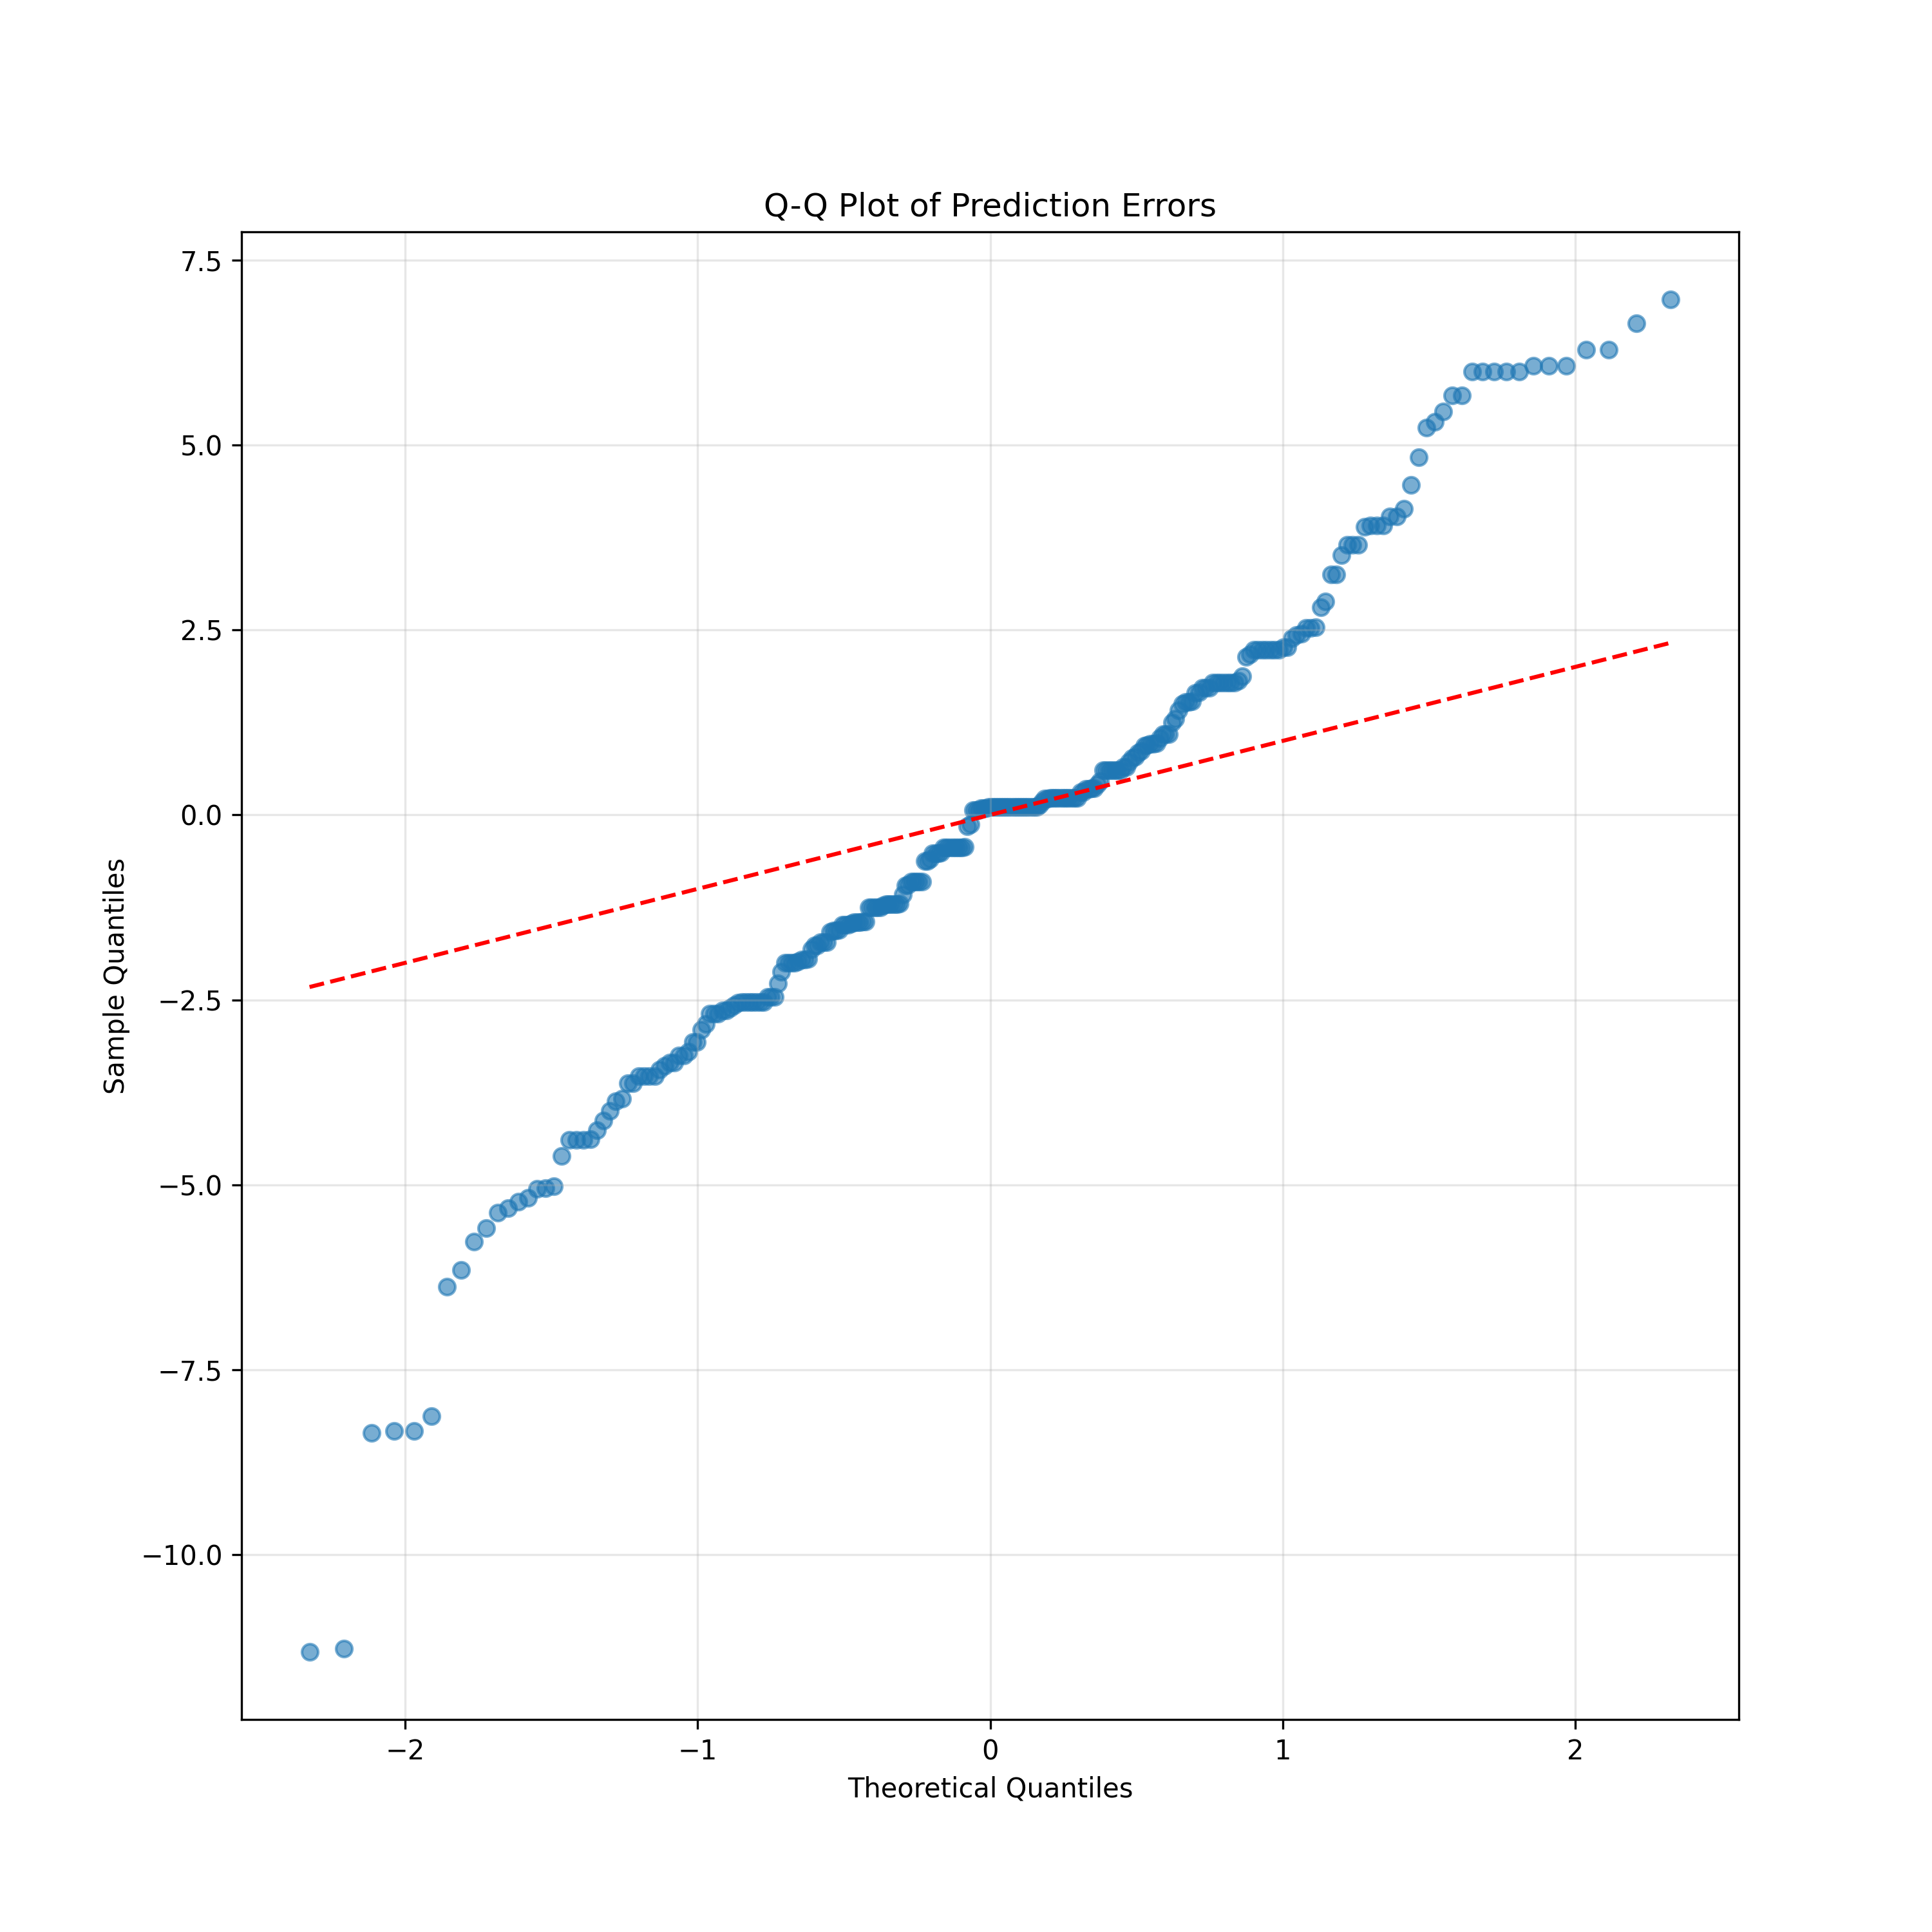 Q-Q Plot of Prediction Errors
7.5
5.0
2.5
0.0
−2.5
−5.0
−7.5
−10.0
Sample Quantiles
−2 −1 0 1 2
Theoretical Quantiles